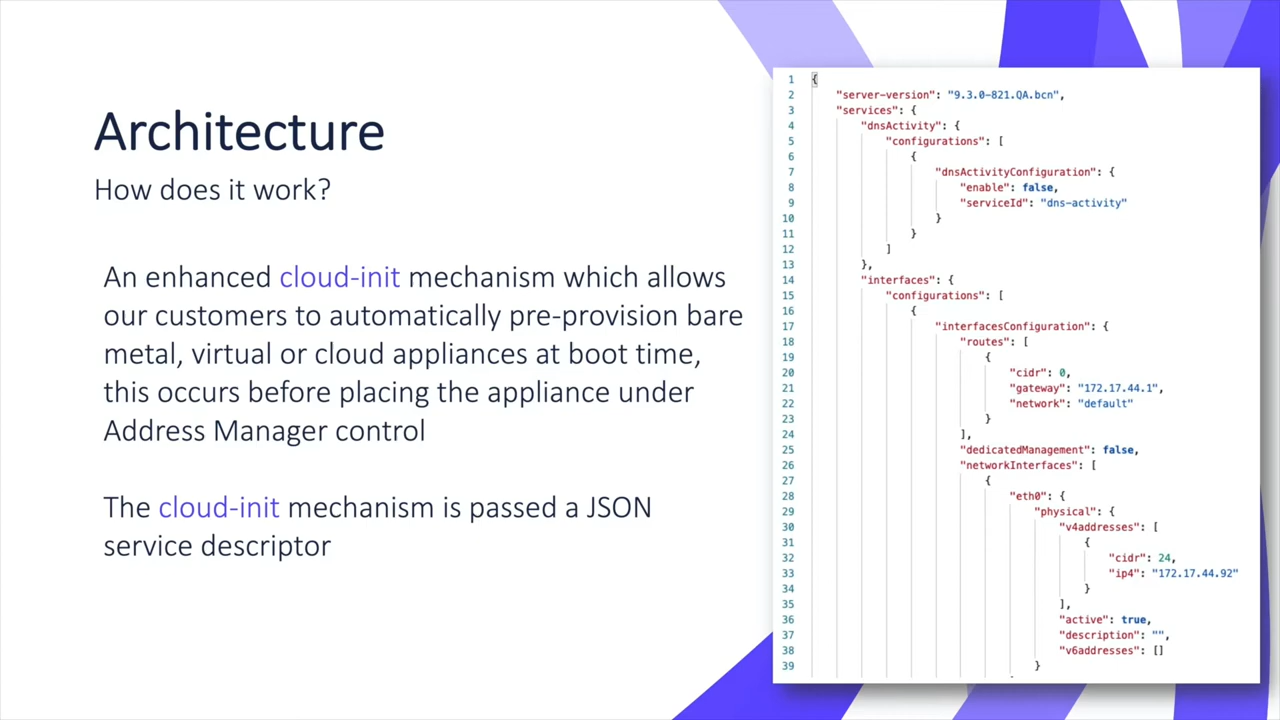 Architecture
How does it work?
An enhanced cloud-init mechanism which allows
our customers to automatically pre-provision bare
metal, virtual or cloud appliances at boot time,
this occurs before placing the appliance under
Address Manager control
The cloud-init mechanism is passed a JSON
service descriptor
1 {
2 "server-version": "9.3.0-821.QA.bcn",
3 "services": {
4 "dnsActivity": {
5 "configurations": [
6 {
7 "dnsActivityConfiguration": {
8 "enable": false,
9 "serviceId": "dns-activity"
10 }
11 }
12 ]
13 },
14 "interfaces": {
15 "configurations": [
16 {
17 "interfacesConfiguration": {
18 "routes": [
19 {
20 "cidr": 0,
21 "gateway": "172.17.44.1",
22 "network": "default"
23 }
24 ],
25 "dedicatedManagement": false,
26 "networkInterfaces": [
27 {
28 "eth0": {
29 "physical": {
30 "v4addresses": [
31 {
32 "cidr": 24,
33 "ip4": "172.17.44.92"
34 }
35 ],
36 "active": true,
37 "description": "",
38 "v6addresses": []
39 }